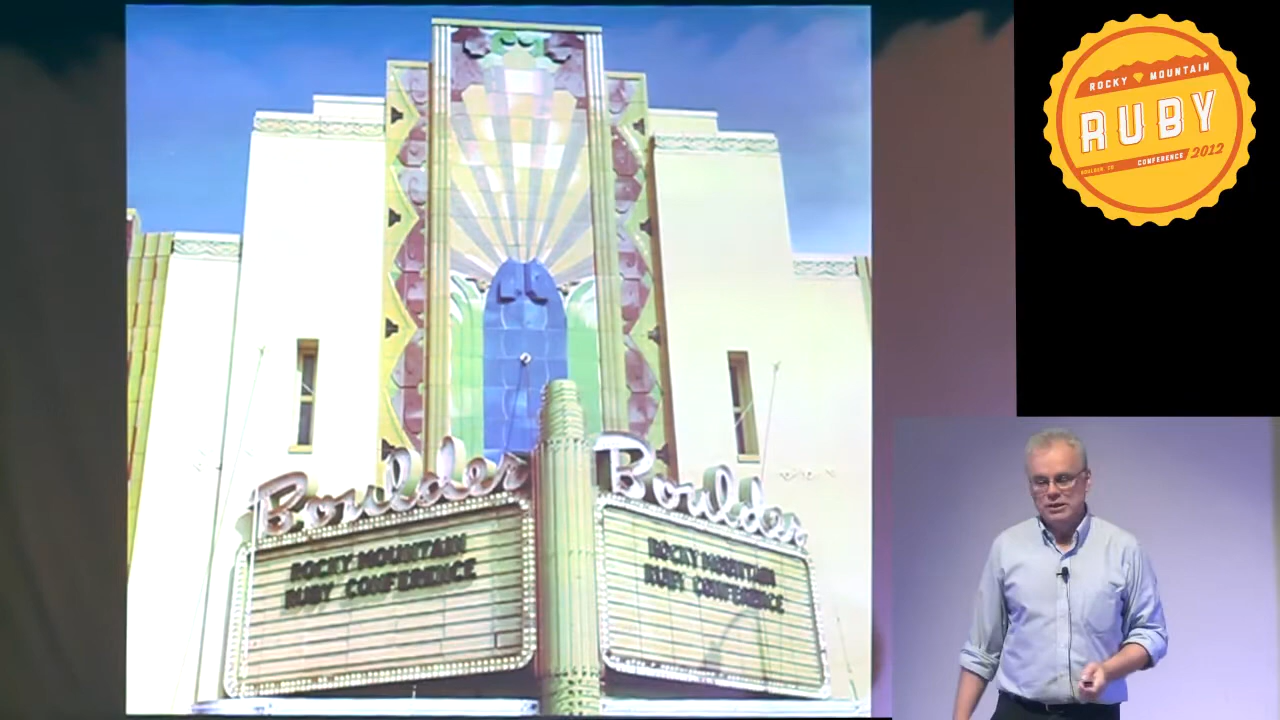 Boulder
ROCKY MOUNTAIN
RUBY CONFERENCE
Boulder
ROCKY MOUNTAIN
RUBY CONFERENCE
ROCKY MOUNTAIN
RUBY
BOULDER CO
CONFERENCE 2012